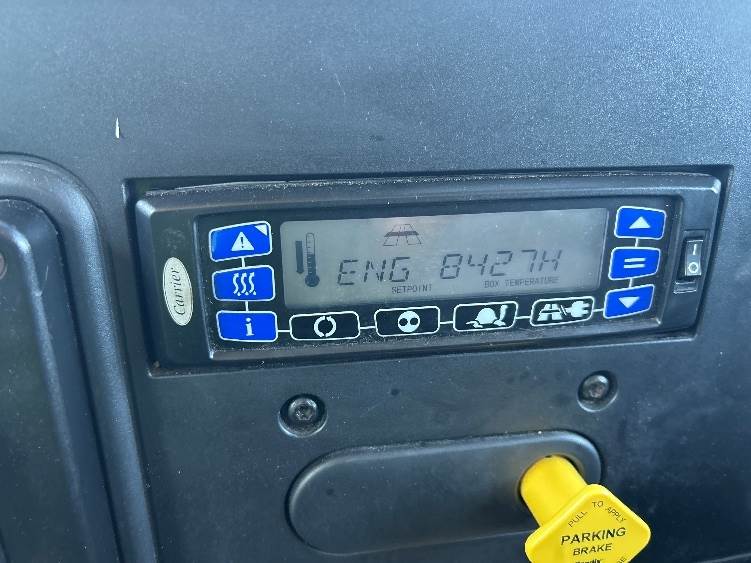 ENG 8427H
SETPOINT BOX TEMPERATURE
Carrier
i
PULL TO APPLY
PARKING
BRAKE